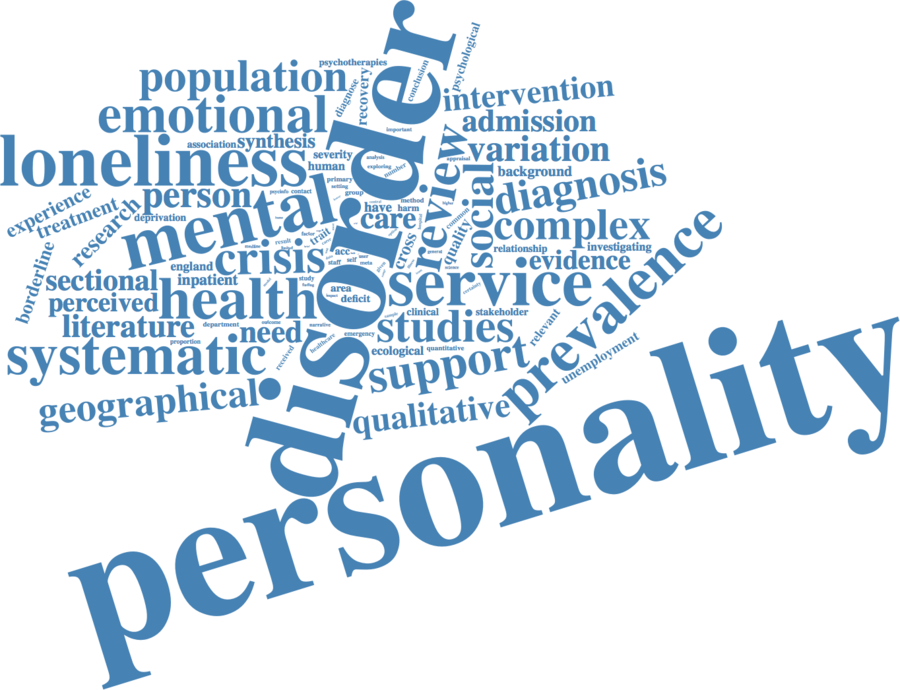 disorder
psychotherapies
psychological
population
conclusion
diagnose
recovery
intervention
emotional
important
admission
association
synthesis
loneliness
severity
analysis
review
appraisal
variation
human
exploring
number
background
experience
person
primary
setting
contact
group
social
diagnosis
treatment
research
deprivation
mental
have
method
harm
care
common
complex
borderline
trait
result
cross
quality
relationship
investigating
england
crisis
acc
staff
self
meta
general
evidence
sectional
inpatient
health
study
area
deficit
service
certainty
prevalence
perceived
literature
department
outcome
need
narrative
emergency
clinical
stakeholder
studies
relevant
proportion
systematic
received
healthcare
ecological
quantitative
support
unemployment
geographical
qualitative
personality